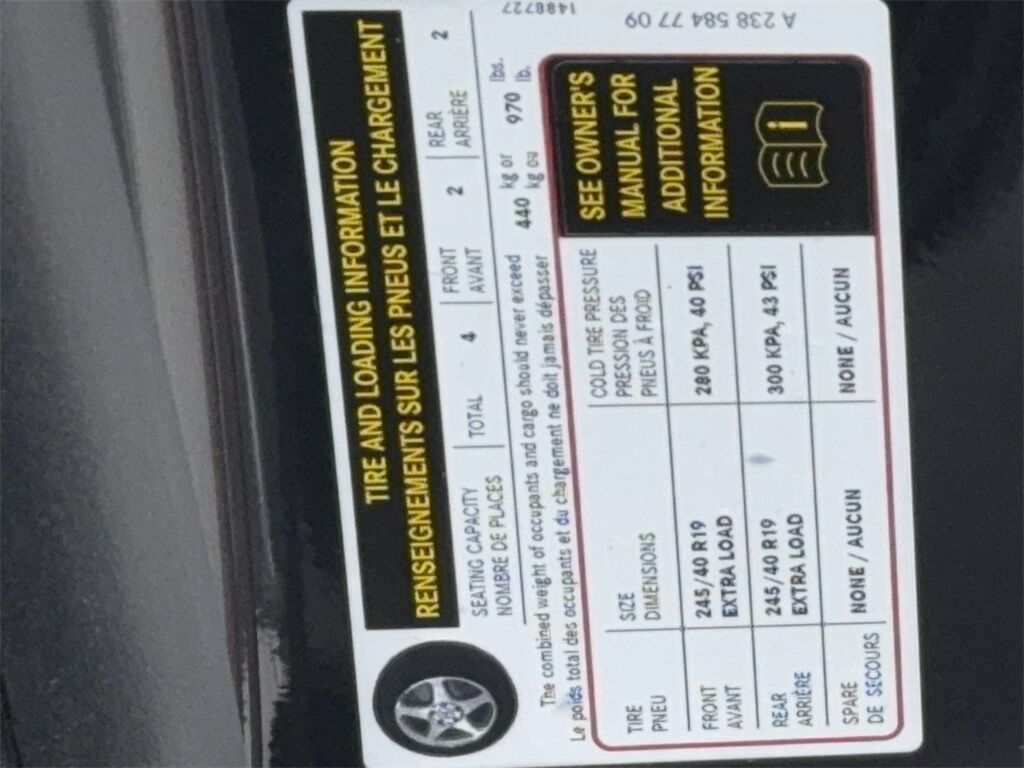 TIRE AND LOADING INFORMATION
RENSEIGNEMENTS SUR LES PNEUS ET LE CHARGEMENT
SEATING CAPACITY
NOMBRE DE PLACES
TOTAL 4
FRONT
AVANT
2
REAR
ARRIÈRE
2
The combined weight of occupants and cargo should never exceed
Le poids total des occupants et du chargement ne doit jamais dépasser
440 kg or 970 lbs.
kg ou lb.
TIRE
PNEU
SIZE
DIMENSIONS
COLD TIRE PRESSURE
PRESSION DES
PNEUS À FROID
FRONT
AVANT
245/40 R19
EXTRA LOAD
280 KPA, 40 PSI
REAR
ARRIÈRE
245/40 R19
EXTRA LOAD
300 KPA, 43 PSI
SPARE
DE SECOURS
NONE / AUCUN
NONE / AUCUN
SEE OWNER'S
MANUAL FOR
ADDITIONAL
INFORMATION
i
1488727
A 238 584 77 09